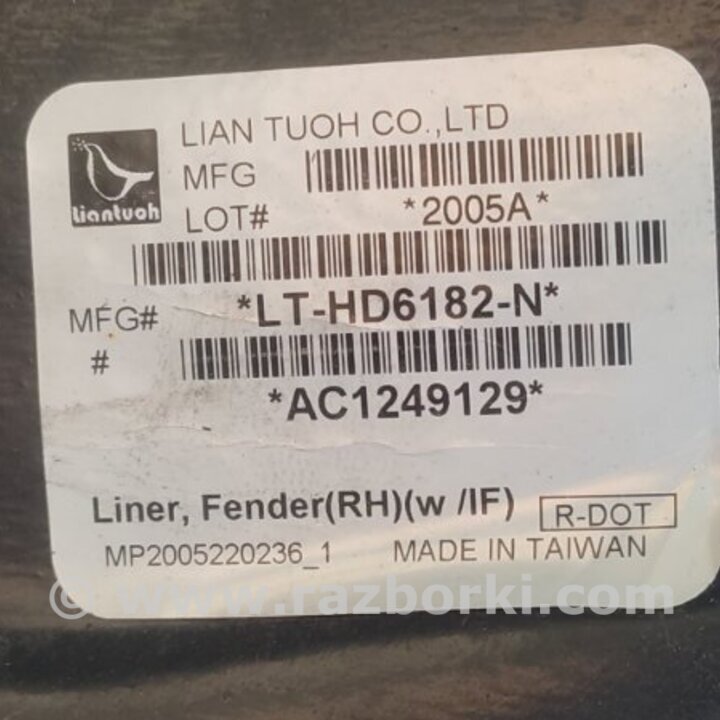 LIAN TUOH CO.,LTD
Liantuoh
MFG
LOT#
*2005A*
MFG# *LT-HD6182-N*
#
*AC1249129*
Liner, Fender(RH)(w /IF) R-DOT
MP2005220236_1 MADE IN TAIWAN
© www.razborki.com